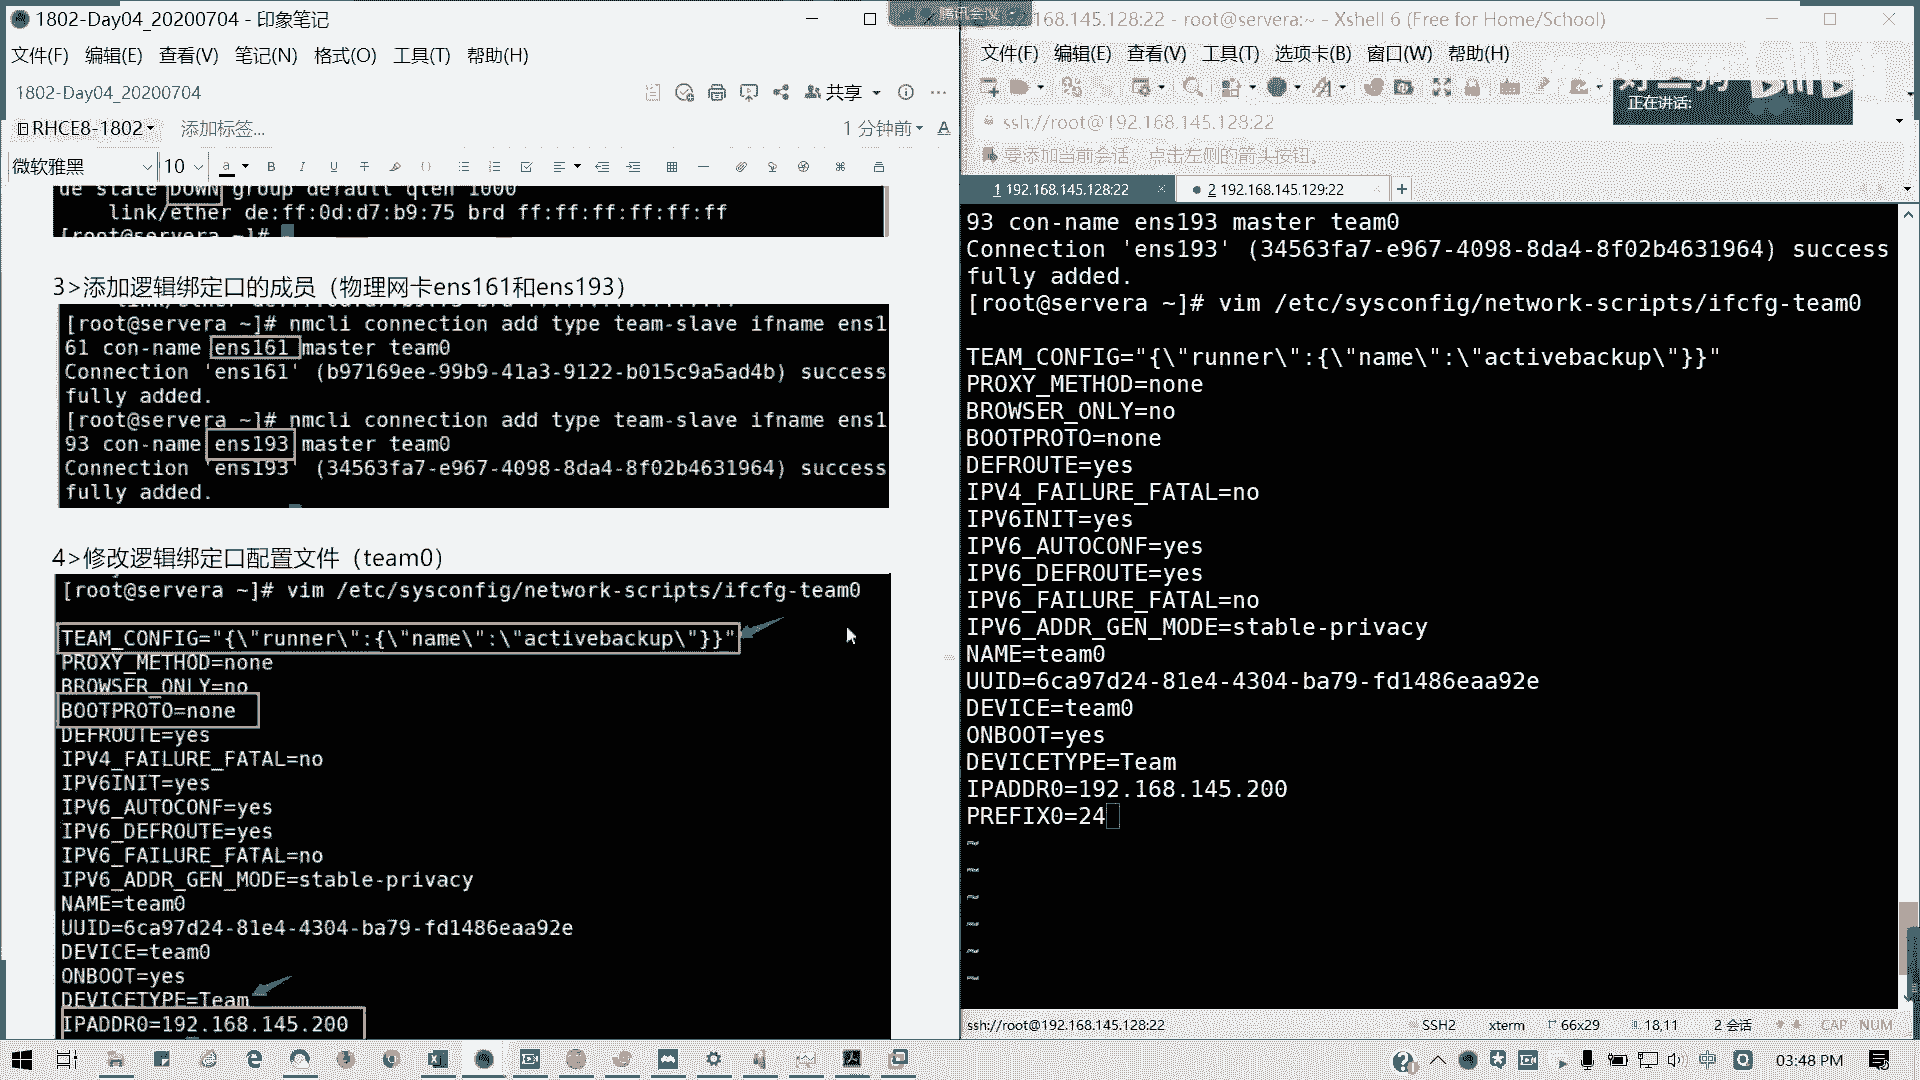 1802-Day04_20200704 - 印象笔记
文件(F) 编辑(E) 查看(V) 笔记(N) 格式(O) 工具(T) 帮助(H)
1802-Day04_20200704
共享
RHCE8-1802
添加标签...
1 分钟前
微软雅黑
10
de state DOWN group default qlen 1000
link/ether de:ff:0d:d7:b9:75 brd ff:ff:ff:ff:ff:ff
[root@servera ~]#
3>添加逻辑绑定口的成员（物理网卡ens161和ens193）
[root@servera ~]# nmcli connection add type team-slave ifname ens1
61 con-name ens161 master team0
Connection 'ens161' (b97169ee-99b9-41a3-9122-b015c9a5ad4b) success
fully added.
[root@servera ~]# nmcli connection add type team-slave ifname ens1
93 con-name ens193 master team0
Connection 'ens193' (34563fa7-e967-4098-8da4-8f02b4631964) success
fully added.
4>修改逻辑绑定口配置文件（team0）
[root@servera ~]# vim /etc/sysconfig/network-scripts/ifcfg-team0
TEAM_CONFIG="{\"runner\":{\"name\":\"activebackup\"}}"
PROXY_METHOD=none
BROWSER_ONLY=no
BOOTPROTO=none
DEFROUTE=yes
IPV4_FAILURE_FATAL=no
IPV6INIT=yes
IPV6_AUTOCONF=yes
IPV6_DEFROUTE=yes
IPV6_FAILURE_FATAL=no
IPV6_ADDR_GEN_MODE=stable-privacy
NAME=team0
UUID=6ca97d24-81e4-4304-ba79-fd1486eaa92e
DEVICE=team0
ONBOOT=yes
DEVICETYPE=Team
IPADDR0=192.168.145.200
腾讯会议
.168.145.128:22 - root@servera:~ - Xshell 6 (Free for Home/School)
文件(F) 编辑(E) 查看(V) 工具(T) 选项卡(B) 窗口(W) 帮助(H)
正在讲话:
ssh://root@192.168.145.128:22
要添加当前会话，点击左侧的箭头按钮。
1 192.168.145.128:22
2 192.168.145.129:22
93 con-name ens193 master team0
Connection 'ens193' (34563fa7-e967-4098-8da4-8f02b4631964) success
fully added.
[root@servera ~]# vim /etc/sysconfig/network-scripts/ifcfg-team0
TEAM_CONFIG="{\"runner\":{\"name\":\"activebackup\"}}"
PROXY_METHOD=none
BROWSER_ONLY=no
BOOTPROTO=none
DEFROUTE=yes
IPV4_FAILURE_FATAL=no
IPV6INIT=yes
IPV6_AUTOCONF=yes
IPV6_DEFROUTE=yes
IPV6_FAILURE_FATAL=no
IPV6_ADDR_GEN_MODE=stable-privacy
NAME=team0
UUID=6ca97d24-81e4-4304-ba79-fd1486eaa92e
DEVICE=team0
ONBOOT=yes
DEVICETYPE=Team
IPADDR0=192.168.145.200
PREFIX0=24
~
~
~
~
~
~
ssh://root@192.168.145.128:22
SSH2
xterm
66x29
18,11
2 会话
CAP NUM
中
03:48 PM